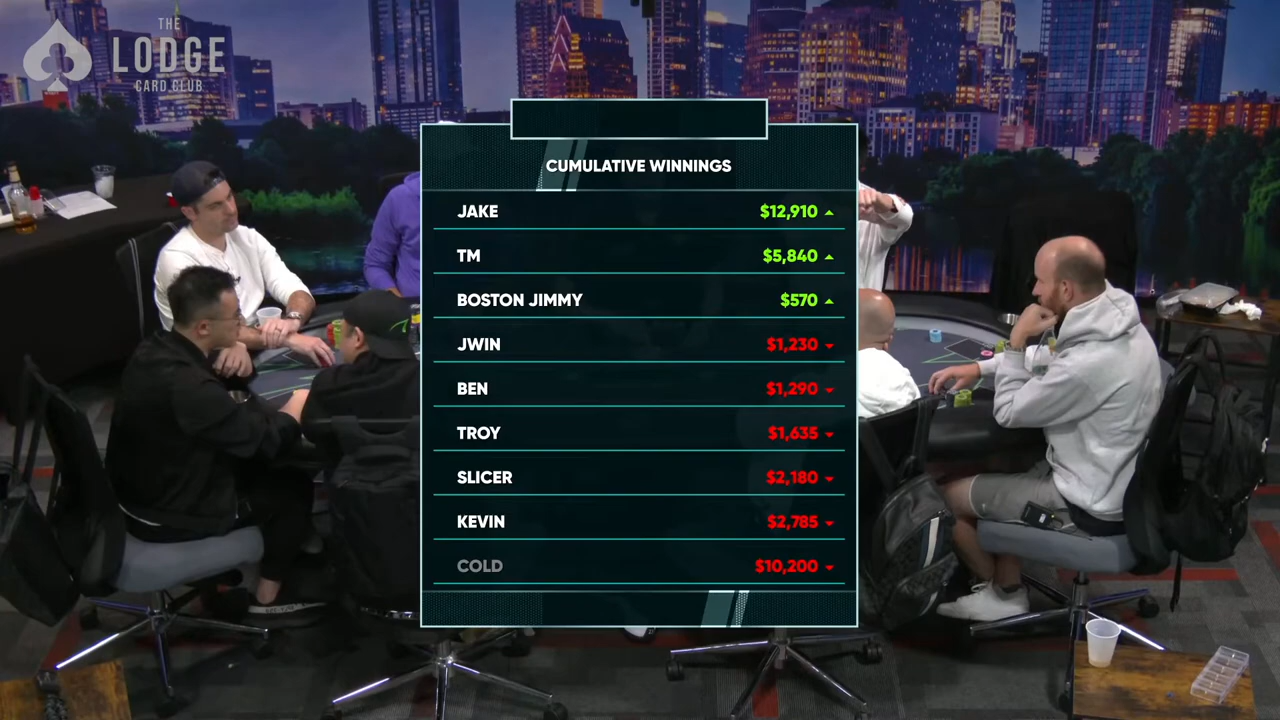 THE
LODGE
CARD CLUB
CUMULATIVE WINNINGS
JAKE $12,910
TM $5,840
BOSTON JIMMY $570
JWIN $1,230
BEN $1,290
TROY $1,635
SLICER $2,180
KEVIN $2,785
COLD $10,200